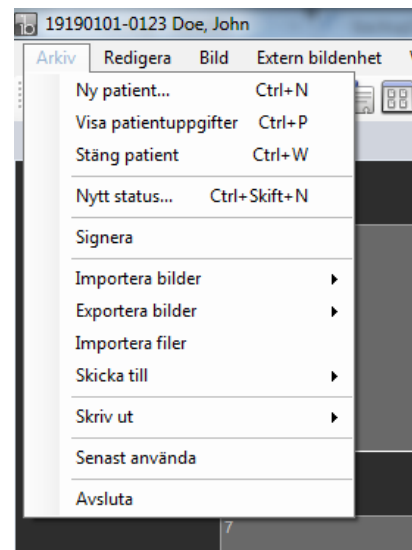 19190101-0123 Doe, John
Arkiv Redigera Bild Extern bildenhet
Ny patient... Ctrl+N
Visa patientuppgifter Ctrl+P
Stäng patient Ctrl+W
Nytt status... Ctrl+Skift+N
Signera
Importera bilder
Exportera bilder
Importera filer
Skicka till
Skriv ut
Senast använda
Avsluta
7